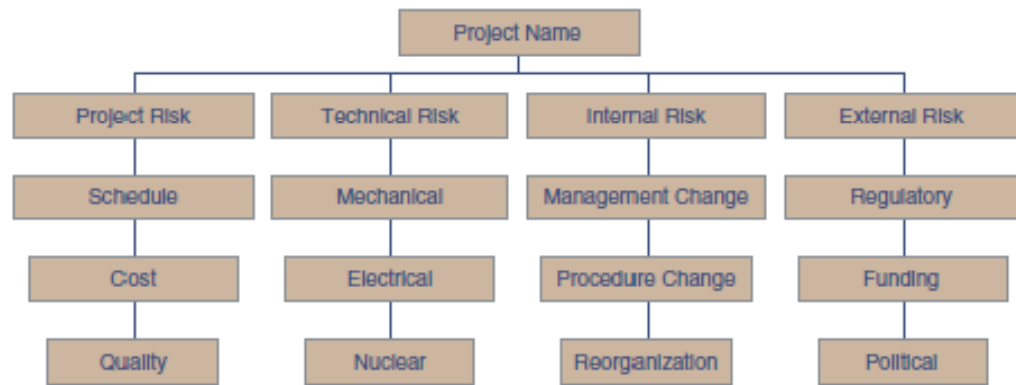 Project Name
Project Risk
Technical Risk
Internal Risk
External Risk
Schedule
Mechanical
Management Change
Regulatory
Cost
Electrical
Procedure Change
Funding
Quality
Nuclear
Reorganization
Political